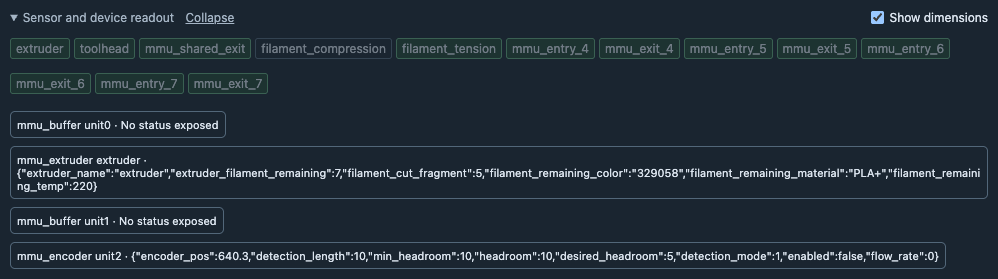 ▼ Sensor and device readout Collapse Show dimensions
extruder toolhead mmu_shared_exit filament_compression filament_tension mmu_entry_4 mmu_exit_4 mmu_entry_5 mmu_exit_5 mmu_entry_6
mmu_exit_6 mmu_entry_7 mmu_exit_7
mmu_buffer unit0 · No status exposed
mmu_extruder extruder ·
{"extruder_name":"extruder","extruder_filament_remaining":7,"filament_cut_fragment":5,"filament_remaining_color":"329058","filament_remaining_material":"PLA+","filament_remaini
ng_temp":220}
mmu_buffer unit1 · No status exposed
mmu_encoder unit2 · {"encoder_pos":640.3,"detection_length":10,"min_headroom":10,"headroom":10,"desired_headroom":5,"detection_mode":1,"enabled":false,"flow_rate":0}